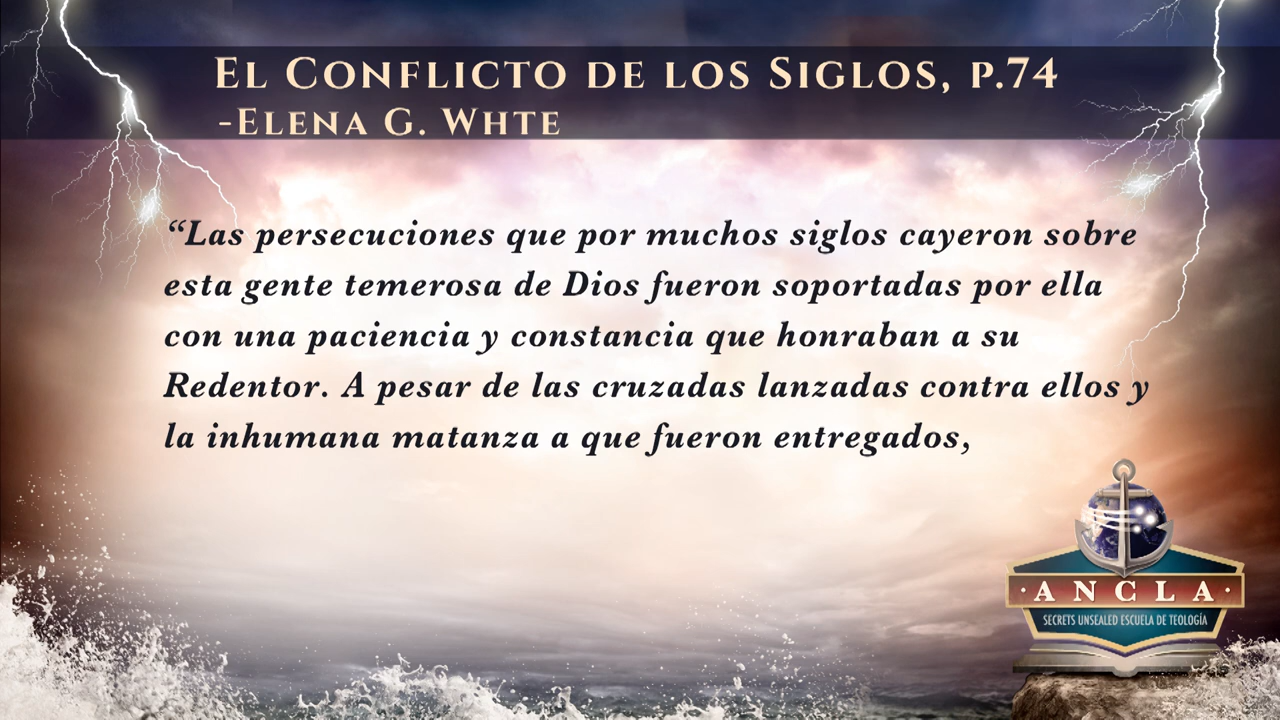 El Conflicto de los Siglos, p.74
-Elena G. Whte
“Las persecuciones que por muchos siglos cayeron sobre
esta gente temerosa de Dios fueron soportadas por ella
con una paciencia y constancia que honraban a su
Redentor. A pesar de las cruzadas lanzadas contra ellos y
la inhumana matanza a que fueron entregados,
· ANCLA ·
SECRETS UNSEALED ESCUELA DE TEOLOGÍA